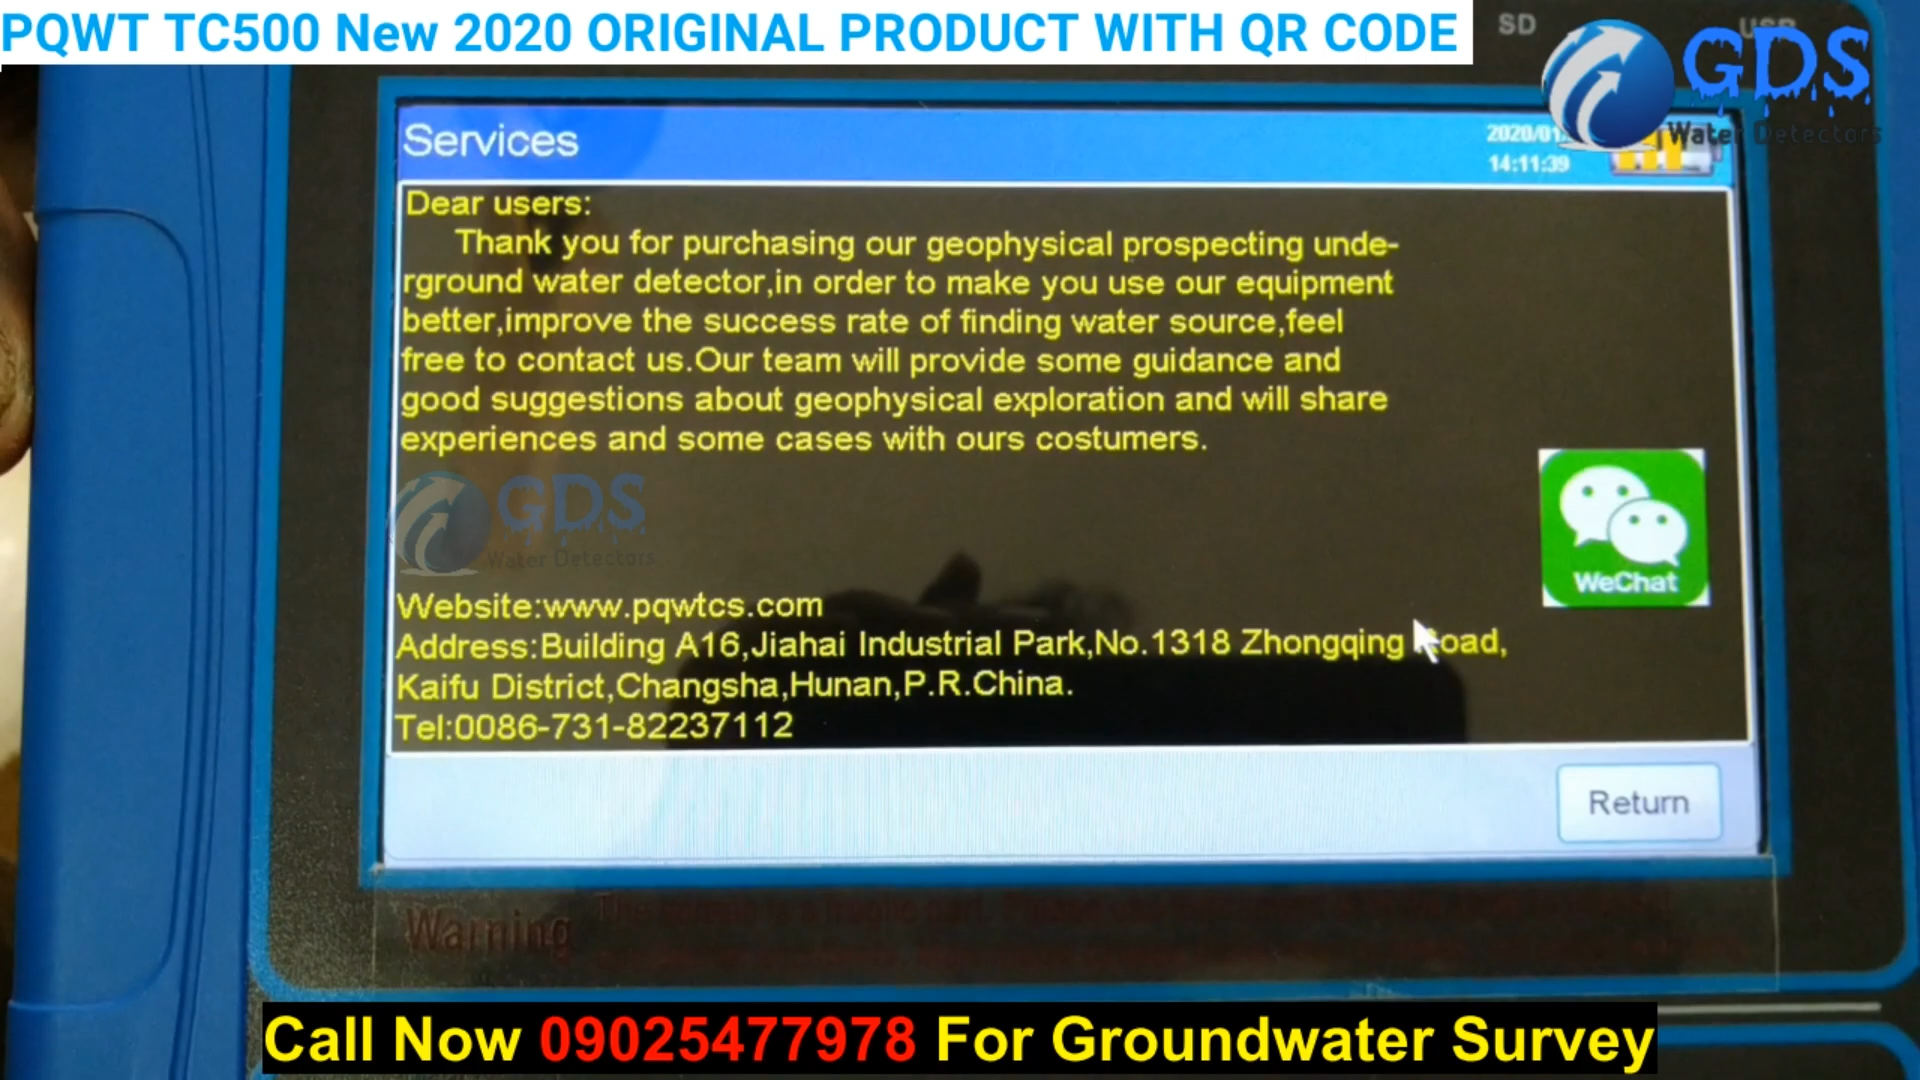 PQWT TC500 New 2020 ORIGINAL PRODUCT WITH QR CODE
SD
USB
GDS
Water Detectors
Services
2020/01
14:11:39
Dear users:
Thank you for purchasing our geophysical prospecting unde-
rground water detector,in order to make you use our equipment
better,improve the success rate of finding water source,feel
free to contact us.Our team will provide some guidance and
good suggestions about geophysical exploration and will share
experiences and some cases with ours costumers.
GDS
Water Detectors
WeChat
Website:www.pqwtcs.com
Address:Building A16,Jiahai Industrial Park,No.1318 Zhongqing Road,
Kaifu District,Changsha,Hunan,P.R.China.
Tel:0086-731-82237112
Return
Warning
Call Now 09025477978 For Groundwater Survey